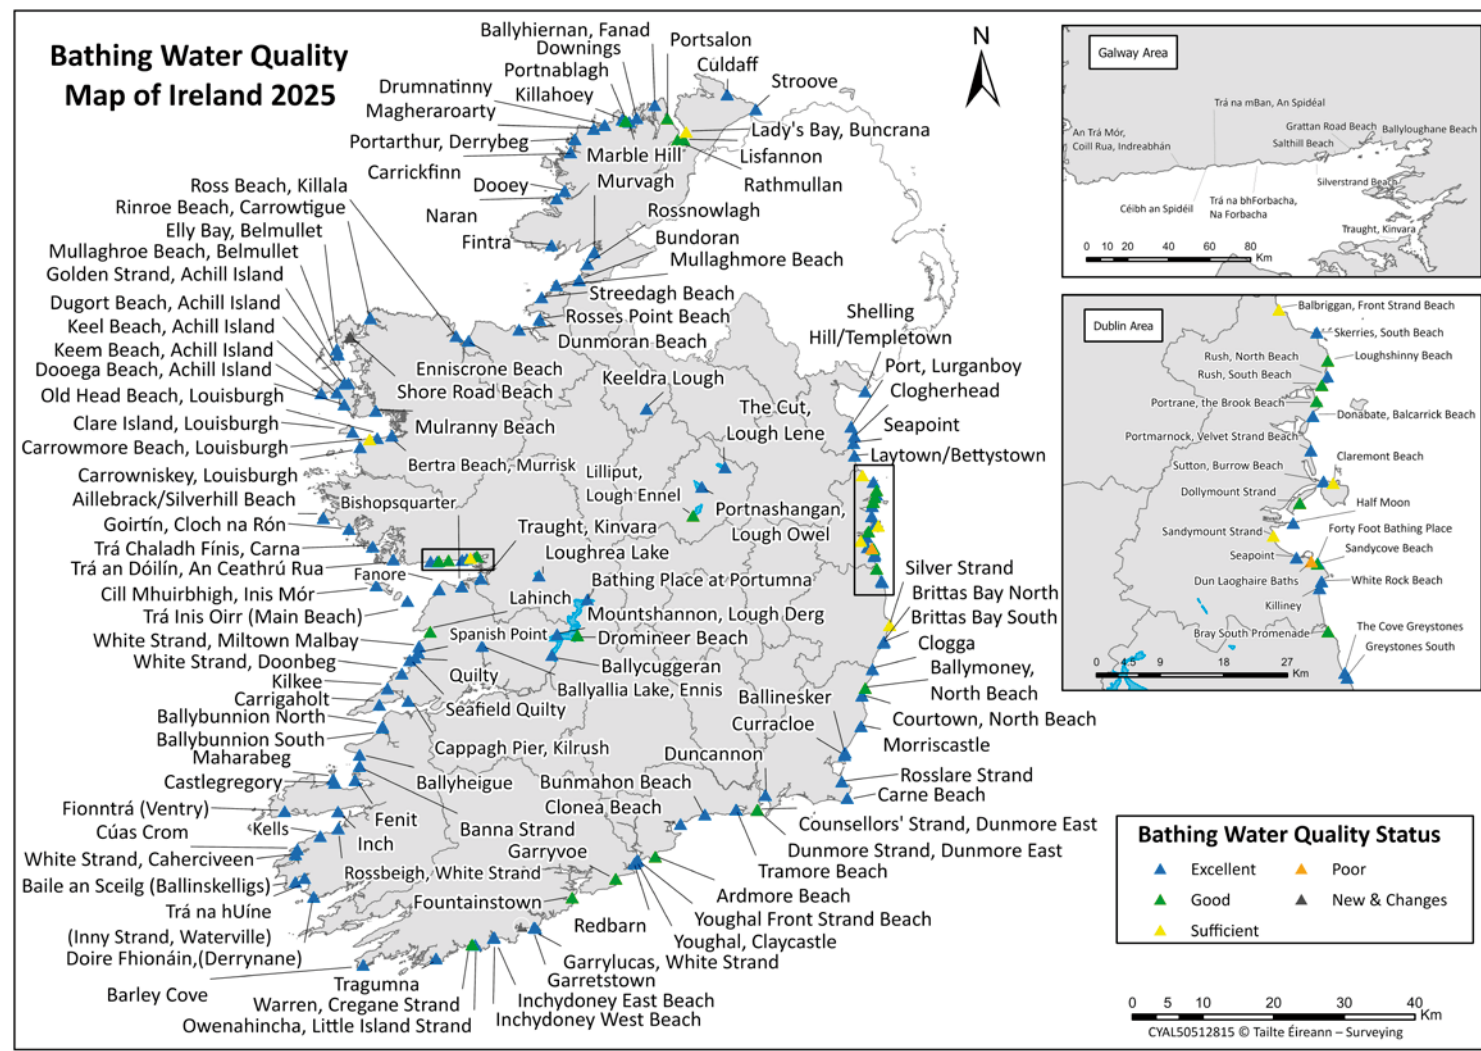 Bathing Water Quality
Map of Ireland 2025
Ballyhiernan, Fanad
Downings
Portnablagh
Killahoey
Portsalon
Culdaff
Stroove
Drumnatinny
Magheraroarty
Portarthur, Derrybeg
Carrickfinn
Dooey
Naran
Fintra
Marble Hill
Murvagh
Lady's Bay, Buncrana
Lisfannon
Rathmullan
Rossnowlagh
Bundoran
Mullaghmore Beach
Streedagh Beach
Rosses Point Beach
Dunmoran Beach
Ross Beach, Killala
Rinroe Beach, Carrowtigue
Elly Bay, Belmullet
Mullaghroe Beach, Belmullet
Golden Strand, Achill Island
Dugort Beach, Achill Island
Keel Beach, Achill Island
Keem Beach, Achill Island
Dooega Beach, Achill Island
Old Head Beach, Louisburgh
Clare Island, Louisburgh
Carrowmore Beach, Louisburgh
Carrowniskey, Louisburgh
Aillebrack/Silverhill Beach
Goirtín, Cloch na Rón
Trá Chaladh Fínis, Carna
Trá an Dóilín, An Ceathrú Rua
Cill Mhuirbhigh, Inis Mór
Trá Inis Oirr (Main Beach)
White Strand, Miltown Malbay
White Strand, Doonbeg
Kilkee
Carrigaholt
Ballybunnion North
Ballybunnion South
Maharabeg
Castlegregory
Fionntrá (Ventry)
Cúas Crom
White Strand, Caherciveen
Baile an Sceilg (Ballinskelligs)
Trá na hUíne
(Inny Strand, Waterville)
Doire Fhionáin,(Derrynane)
Barley Cove
Enniscrone Beach
Shore Road Beach
Mulranny Beach
Bertra Beach, Murrisk
Bishopsquarter
Fanore
Keeldra Lough
The Cut,
Lough Lene
Lilliput,
Lough Ennel
Portnashangan,
Lough Owel
Traught, Kinvara
Loughrea Lake
Bathing Place at Portumna
Lahinch
Mountshannon, Lough Derg
Spanish Point
Dromineer Beach
Ballycuggeran
Quilty
Ballyallia Lake, Ennis
Seafield Quilty
Cappagh Pier, Kilrush
Ballyheigue
Fenit
Banna Strand
Kells
Inch
Rossbeigh, White Strand
Garryvoe
Fountainstown
Shelling
Hill/Templetown
Port, Lurganboy
Clogherhead
Seapoint
Laytown/Bettystown
Silver Strand
Brittas Bay North
Brittas Bay South
Clogga
Ballymoney,
North Beach
Courtown, North Beach
Morriscastle
Ballinesker
Curracloe
Rosslare Strand
Carne Beach
Duncannon
Bunmahon Beach
Clonea Beach
Counsellors' Strand, Dunmore East
Dunmore Strand, Dunmore East
Tramore Beach
Ardmore Beach
Youghal Front Strand Beach
Youghal, Claycastle
Redbarn
Garrylucas, White Strand
Garretstown
Inchydoney East Beach
Inchydoney West Beach
Tragumna
Warren, Cregane Strand
Owenahincha, Little Island Strand
N
Galway Area
Trá na mBan, An Spidéal
An Trá Mór,
Coill Rua, Indreabhán
Grattan Road Beach
Ballyloughane Beach
Salthill Beach
Silverstrand Beach
Céibh an Spidéil
Trá na bhForbacha,
Na Forbacha
Traught, Kinvara
0 10 20 40 60 80
Km
Dublin Area
Balbriggan, Front Strand Beach
Skerries, South Beach
Loughshinny Beach
Rush, North Beach
Rush, South Beach
Portrane, the Brook Beach
Donabate, Balcarrick Beach
Portmarnock, Velvet Strand Beach
Claremont Beach
Sutton, Burrow Beach
Dollymount Strand
Half Moon
Sandymount Strand
Forty Foot Bathing Place
Seapoint
Sandycove Beach
Dun Laoghaire Baths
White Rock Beach
Killiney
Bray South Promenade
The Cove Greystones
Greystones South
0 4.5 9 18 27
Km
Bathing Water Quality Status
Excellent
Poor
Good
New & Changes
Sufficient
0 5 10 20 30 40
Km
CYAL50512815 © Tailte Éireann – Surveying